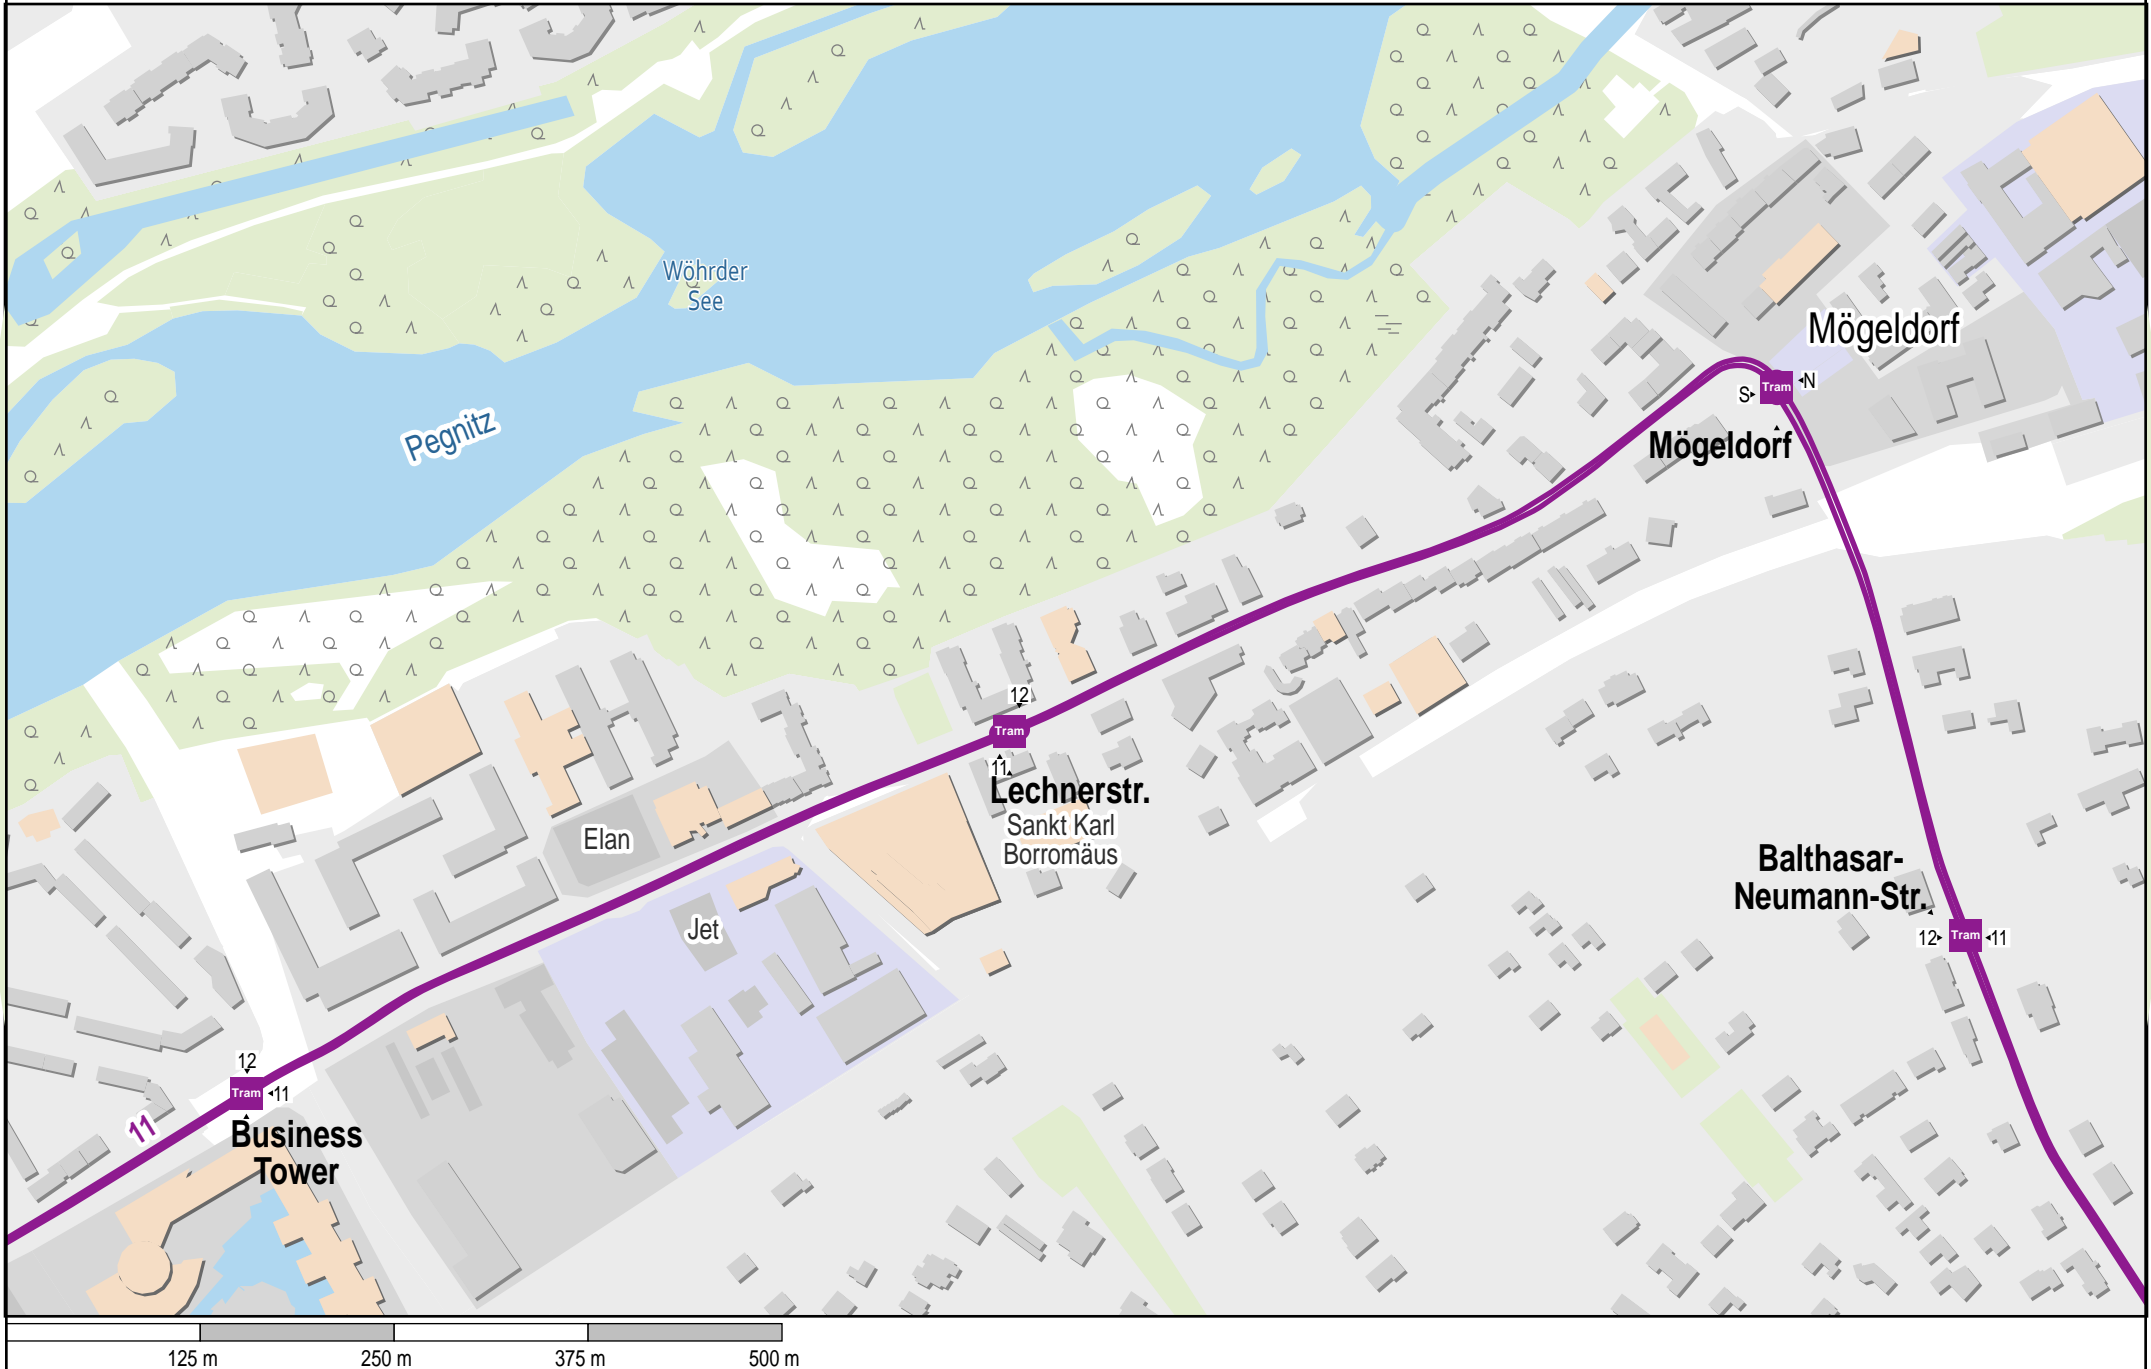 Wöhrder
See
Mögeldorf
Tram
N
S
Pegnitz
Mögeldorf
12
Tram
11
Lechnerstr.
Sankt Karl
Borromäus
Elan
Balthasar-
Neumann-Str.
Jet
12
Tram
11
12
Tram
11
11
Business
Tower
125 m
250 m
375 m
500 m